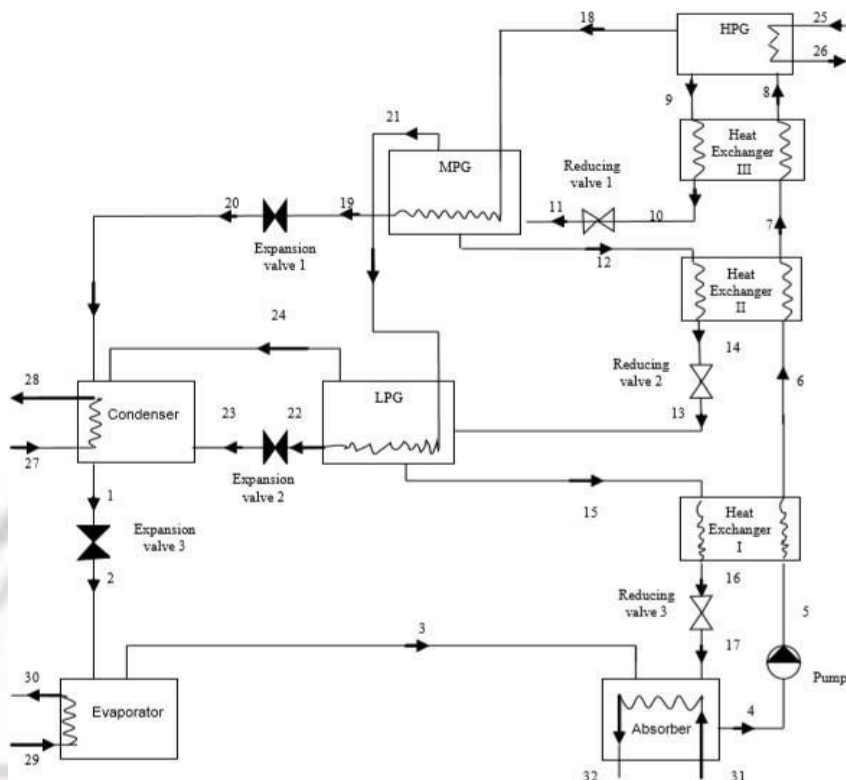 18
HPG
25
26
9
8
21
MPG
Reducing
valve 1
Heat
Exchanger
III
20
19
11
10
7
Expansion
valve 1
12
Heat
Exchanger
II
24
14
28
Condenser
23
22
LPG
Reducing
valve 2
6
13
27
Expansion
valve 2
1
15
Heat
Exchanger
I
Expansion
valve 3
2
16
Reducing
valve 3
5
3
17
30
Evaporator
Pump
4
Absorber
29
32
31